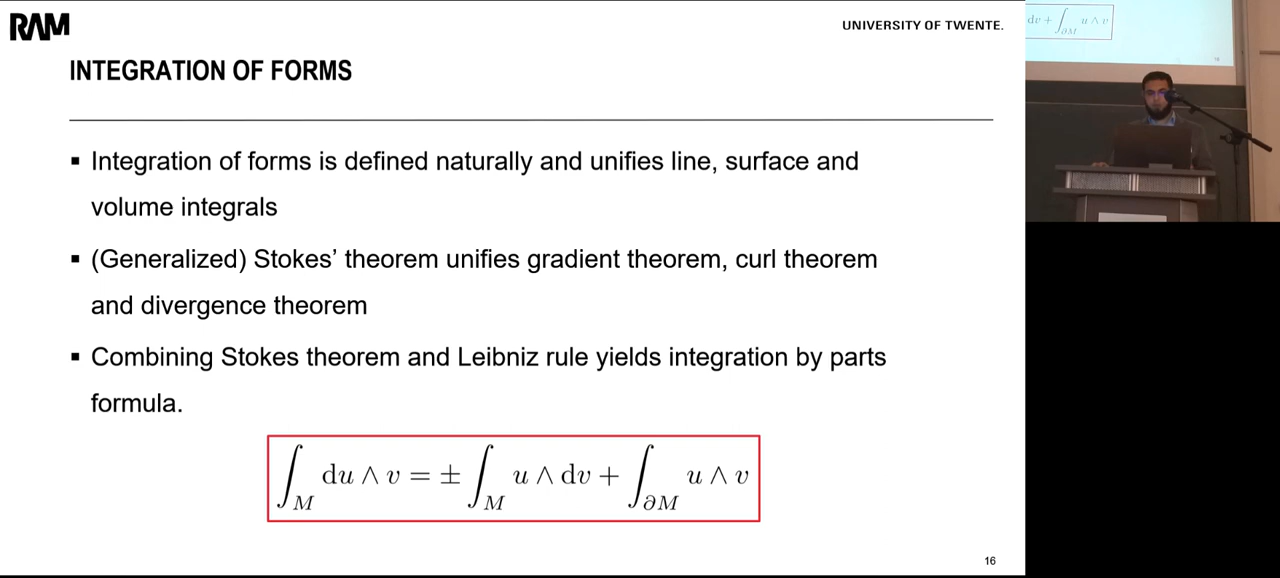 RAM
UNIVERSITY OF TWENTE.
INTEGRATION OF FORMS
▪ Integration of forms is defined naturally and unifies line, surface and
volume integrals
▪ (Generalized) Stokes' theorem unifies gradient theorem, curl theorem
and divergence theorem
▪ Combining Stokes theorem and Leibniz rule yields integration by parts
formula.
∫_M du ∧ v = ± ∫_M u ∧ dv + ∫_∂M u ∧ v
16
dv + ∫_∂M u ∧ v